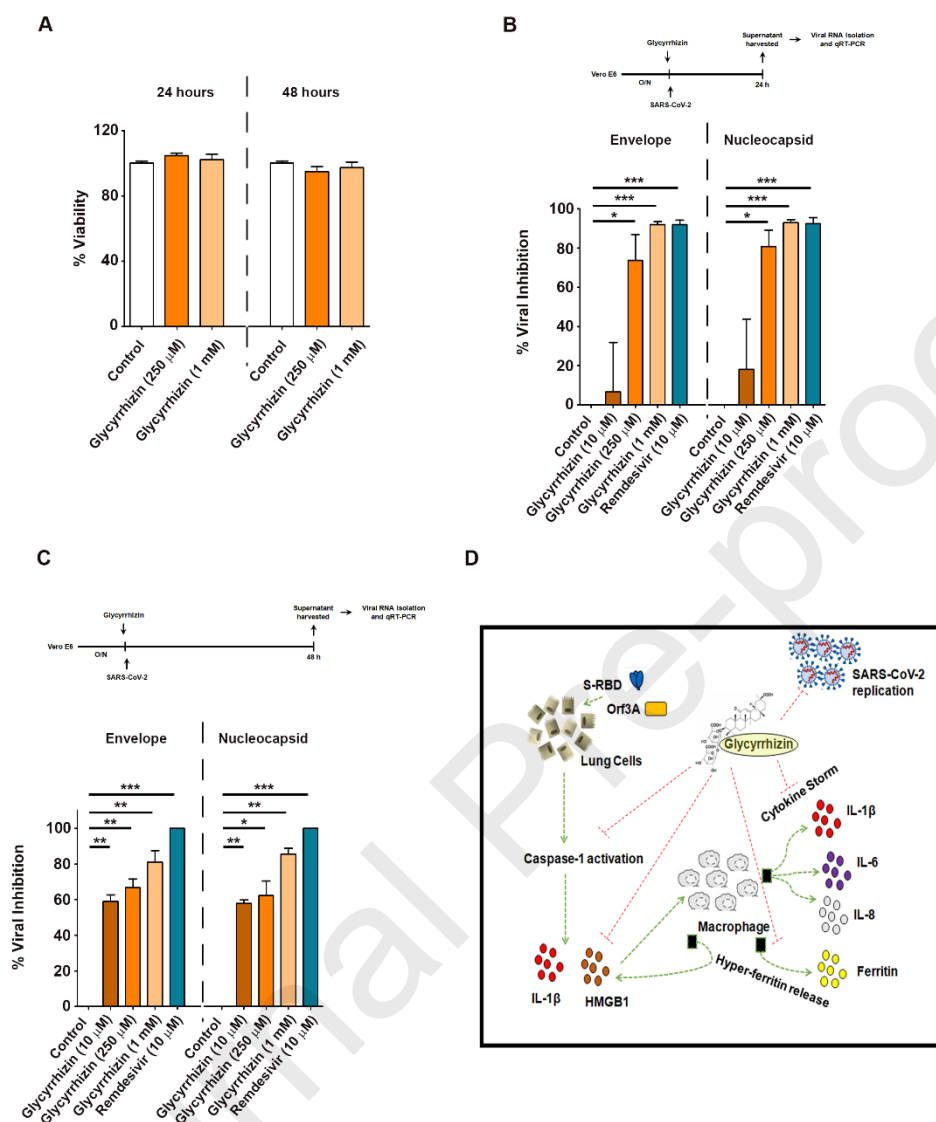 A
24 hours
48 hours
% Viability
120
80
40
0
Control
Glycyrrhizin (250 µM)
Glycyrrhizin (1 mM)
Control
Glycyrrhizin (250 µM)
Glycyrrhizin (1 mM)
B
Glycyrrhizin
Supernatant
harvested
Viral RNA Isolation
and qRT-PCR
Vero E6
O/N
24 h
SARS-CoV-2
Envelope
Nucleocapsid
***
***
*
***
***
*
% Viral Inhibition
100
80
60
40
20
0
Control
Glycyrrhizin (10 µM)
Glycyrrhizin (250 µM)
Glycyrrhizin (1 mM)
Remdesivir (10 µM)
Control
Glycyrrhizin (10 µM)
Glycyrrhizin (250 µM)
Glycyrrhizin (1 mM)
Remdesivir (10 µM)
C
Glycyrrhizin
Supernatant
harvested
Viral RNA Isolation
and qRT-PCR
Vero E6
O/N
48 h
SARS-CoV-2
Envelope
Nucleocapsid
***
**
**
**
***
**
*
**
% Viral Inhibition
100
80
60
40
20
0
Control
Glycyrrhizin (10 µM)
Glycyrrhizin (250 µM)
Glycyrrhizin (1 mM)
Remdesivir (10 µM)
Control
Glycyrrhizin (10 µM)
Glycyrrhizin (250 µM)
Glycyrrhizin (1 mM)
Remdesivir (10 µM)
D
S-RBD
Orf3A
Lung Cells
Glycyrrhizin
SARS-CoV-2
replication
Cytokine Storm
IL-1β
IL-6
IL-8
Caspase-1 activation
Macrophage
Hyper-ferritin release
Ferritin
IL-1β
HMGB1
rnal Pre-proo